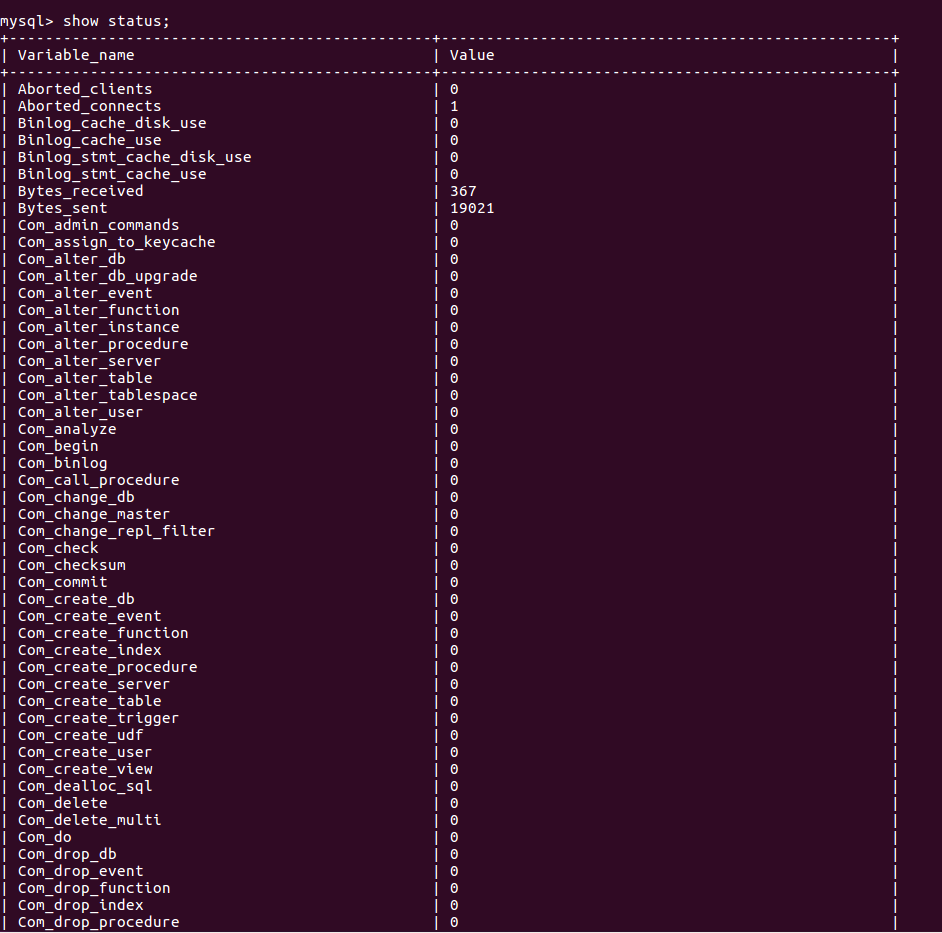 mysql> show status;
+-----------------------------------------------+--------------------------------------------------+
| Variable_name | Value |
+-----------------------------------------------+--------------------------------------------------+
| Aborted_clients | 0 |
| Aborted_connects | 1 |
| Binlog_cache_disk_use | 0 |
| Binlog_cache_use | 0 |
| Binlog_stmt_cache_disk_use | 0 |
| Binlog_stmt_cache_use | 0 |
| Bytes_received | 367 |
| Bytes_sent | 19021 |
| Com_admin_commands | 0 |
| Com_assign_to_keycache | 0 |
| Com_alter_db | 0 |
| Com_alter_db_upgrade | 0 |
| Com_alter_event | 0 |
| Com_alter_function | 0 |
| Com_alter_instance | 0 |
| Com_alter_procedure | 0 |
| Com_alter_server | 0 |
| Com_alter_table | 0 |
| Com_alter_tablespace | 0 |
| Com_alter_user | 0 |
| Com_analyze | 0 |
| Com_begin | 0 |
| Com_binlog | 0 |
| Com_call_procedure | 0 |
| Com_change_db | 0 |
| Com_change_master | 0 |
| Com_change_repl_filter | 0 |
| Com_check | 0 |
| Com_checksum | 0 |
| Com_commit | 0 |
| Com_create_db | 0 |
| Com_create_event | 0 |
| Com_create_function | 0 |
| Com_create_index | 0 |
| Com_create_procedure | 0 |
| Com_create_server | 0 |
| Com_create_table | 0 |
| Com_create_trigger | 0 |
| Com_create_udf | 0 |
| Com_create_user | 0 |
| Com_create_view | 0 |
| Com_dealloc_sql | 0 |
| Com_delete | 0 |
| Com_delete_multi | 0 |
| Com_do | 0 |
| Com_drop_db | 0 |
| Com_drop_event | 0 |
| Com_drop_function | 0 |
| Com_drop_index | 0 |
| Com_drop_procedure | 0 |